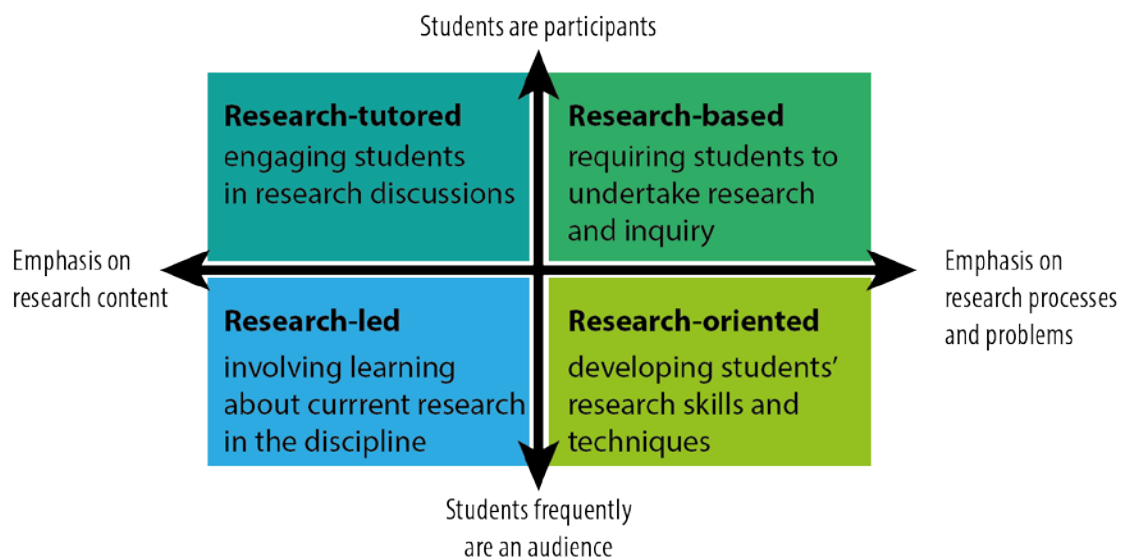 Students are participants
Research-tutored
engaging students
in research discussions
Research-based
requiring students to
undertake research
and inquiry
Emphasis on
research content
Emphasis on
research processes
and problems
Research-led
involving learning
about currrent research
in the discipline
Research-oriented
developing students’
research skills and
techniques
Students frequently
are an audience